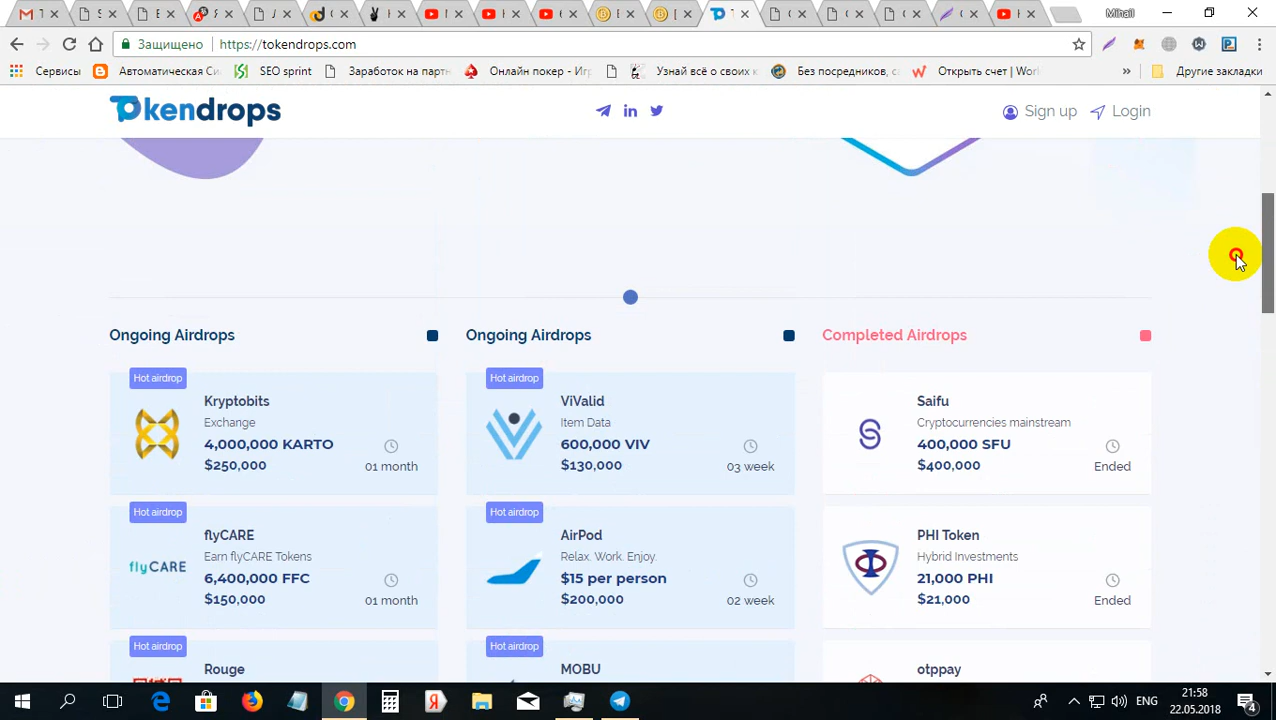 Mihail
Защищено https://tokendrops.com
Сервисы Автоматическая Си SEO sprint Заработок на партн Онлайн покер - Иг Узнай всё о своих к Без посредников, с Открыть счет | Wor » Другие закладки
Tokendrops
Sign up Login
Ongoing Airdrops Ongoing Airdrops Completed Airdrops
Hot airdrop Hot airdrop
Kryptobits ViValid Saifu
Exchange Item Data Cryptocurrencies mainstream
4,000,000 KARTO 600,000 VIV 400,000 SFU
$250,000 01 month $130,000 03 week $400,000 Ended
Hot airdrop Hot airdrop
flyCARE AirPod PHI Token
Earn flyCARE Tokens Relax. Work. Enjoy. Hybrid Investments
flyCARE 6,400,000 FFC $15 per person 21,000 PHI
$150,000 01 month $200,000 02 week $21,000 Ended
Hot airdrop Hot airdrop
Rouge MOBU otppay
ENG 21:58
22.05.2018 4